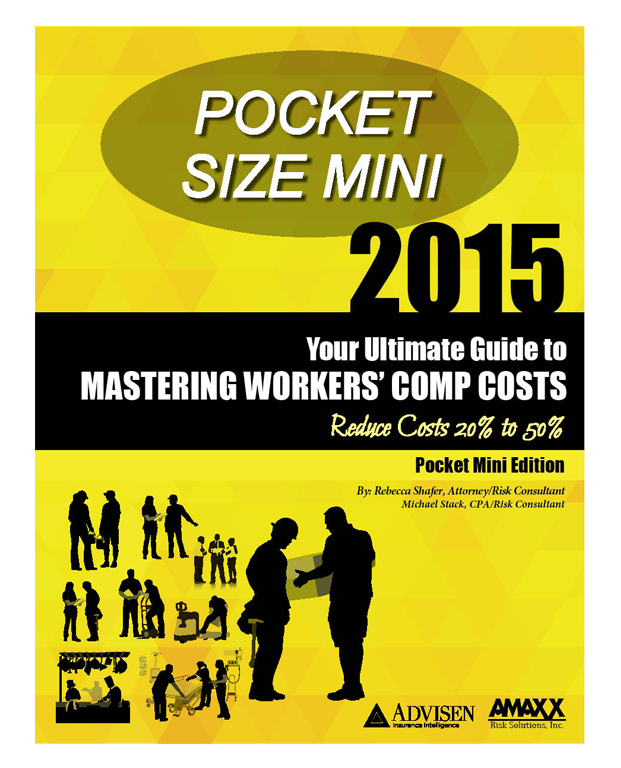 POCKET
SIZE MINI
2015
Your Ultimate Guide to
MASTERING WORKERS’ COMP COSTS
Reduce Costs 20% to 50%
Pocket Mini Edition
By: Rebecca Shafer, Attorney/Risk Consultant
Michael Stack, CPA/Risk Consultant
ADVISEN
Insurance Intelligence
AMAXX
Risk Solutions, Inc.